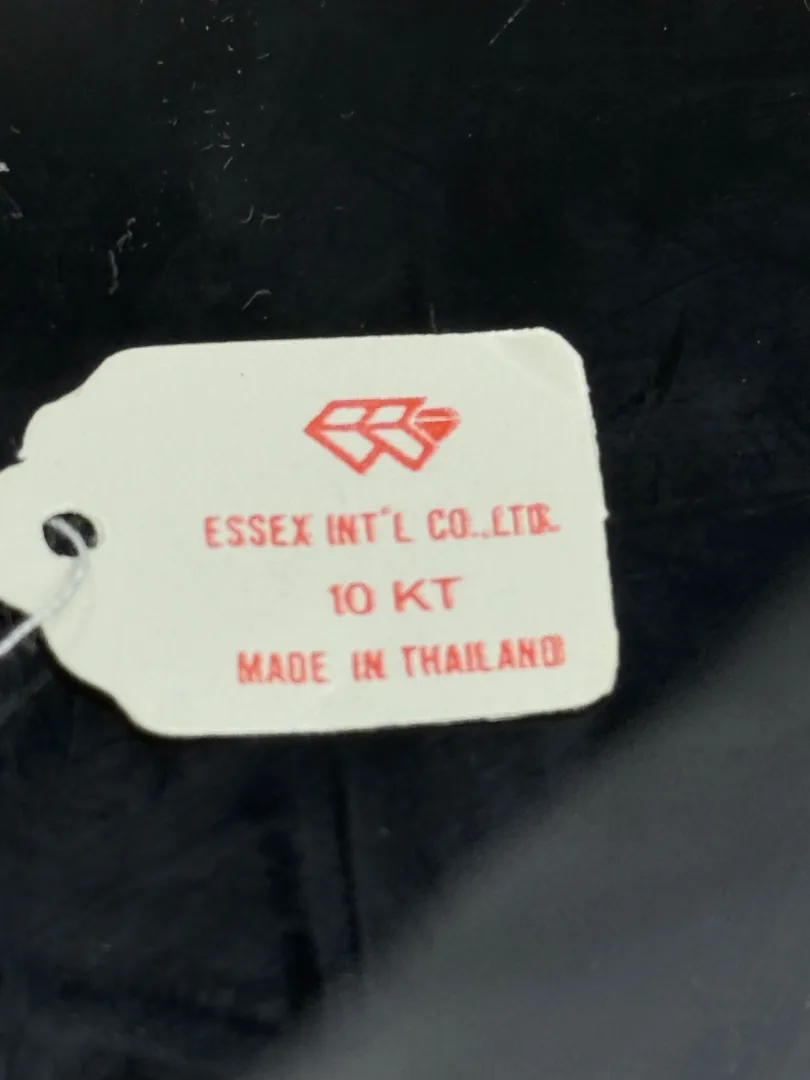 ESSEX INT'L CO.,LTD.
10 KT
MADE IN THAILAND